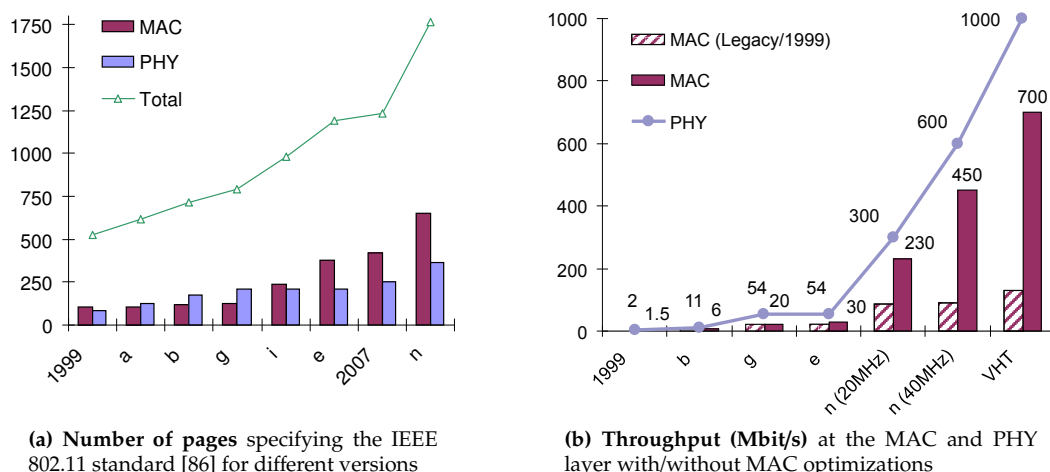 1750
1500
1250
1000
750
500
250
0
MAC
PHY
Total
1999
a
b
g
i
e
2007
n
(a) Number of pages specifying the IEEE
802.11 standard [86] for different versions
1000
800
600
400
200
0
MAC (Legacy/1999)
MAC
PHY
2
1.5
11
6
54
20
54
30
300
230
600
450
1000
700
1999
b
g
e
n (20MHz)
n (40MHz)
VHT
(b) Throughput (Mbit/s) at the MAC and PHY
layer with/without MAC optimizations